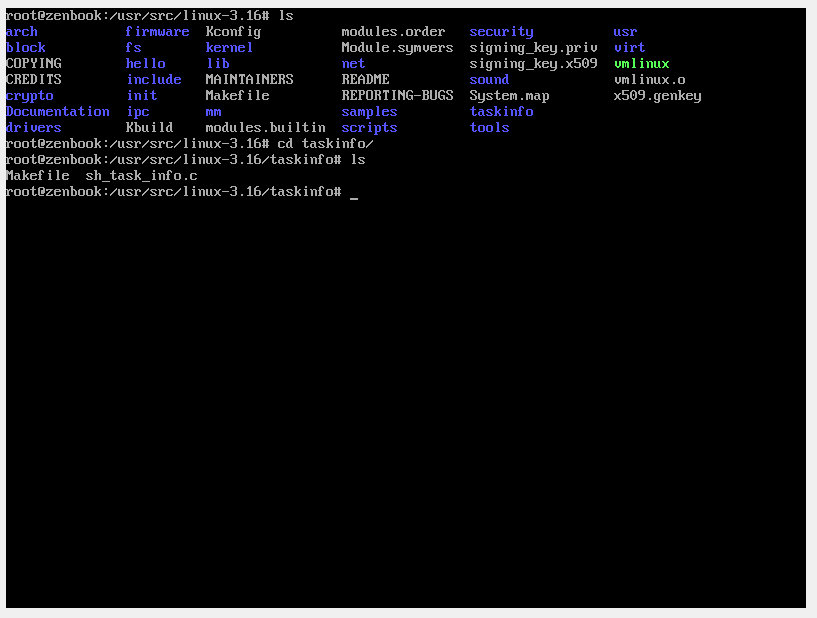 root@zenbook:/usr/src/linux-3.16# ls
arch firmware Kconfig modules.order security usr
block fs kernel Module.symvers signing_key.priv virt
COPYING hello lib net signing_key.x509 vmlinux
CREDITS include MAINTAINERS README sound vmlinux.o
crypto init Makefile REPORTING-BUGS System.map x509.genkey
Documentation ipc mm samples taskinfo
drivers Kbuild modules.builtin scripts tools
root@zenbook:/usr/src/linux-3.16# cd taskinfo/
root@zenbook:/usr/src/linux-3.16/taskinfo# ls
Makefile sh_task_info.c
root@zenbook:/usr/src/linux-3.16/taskinfo# _